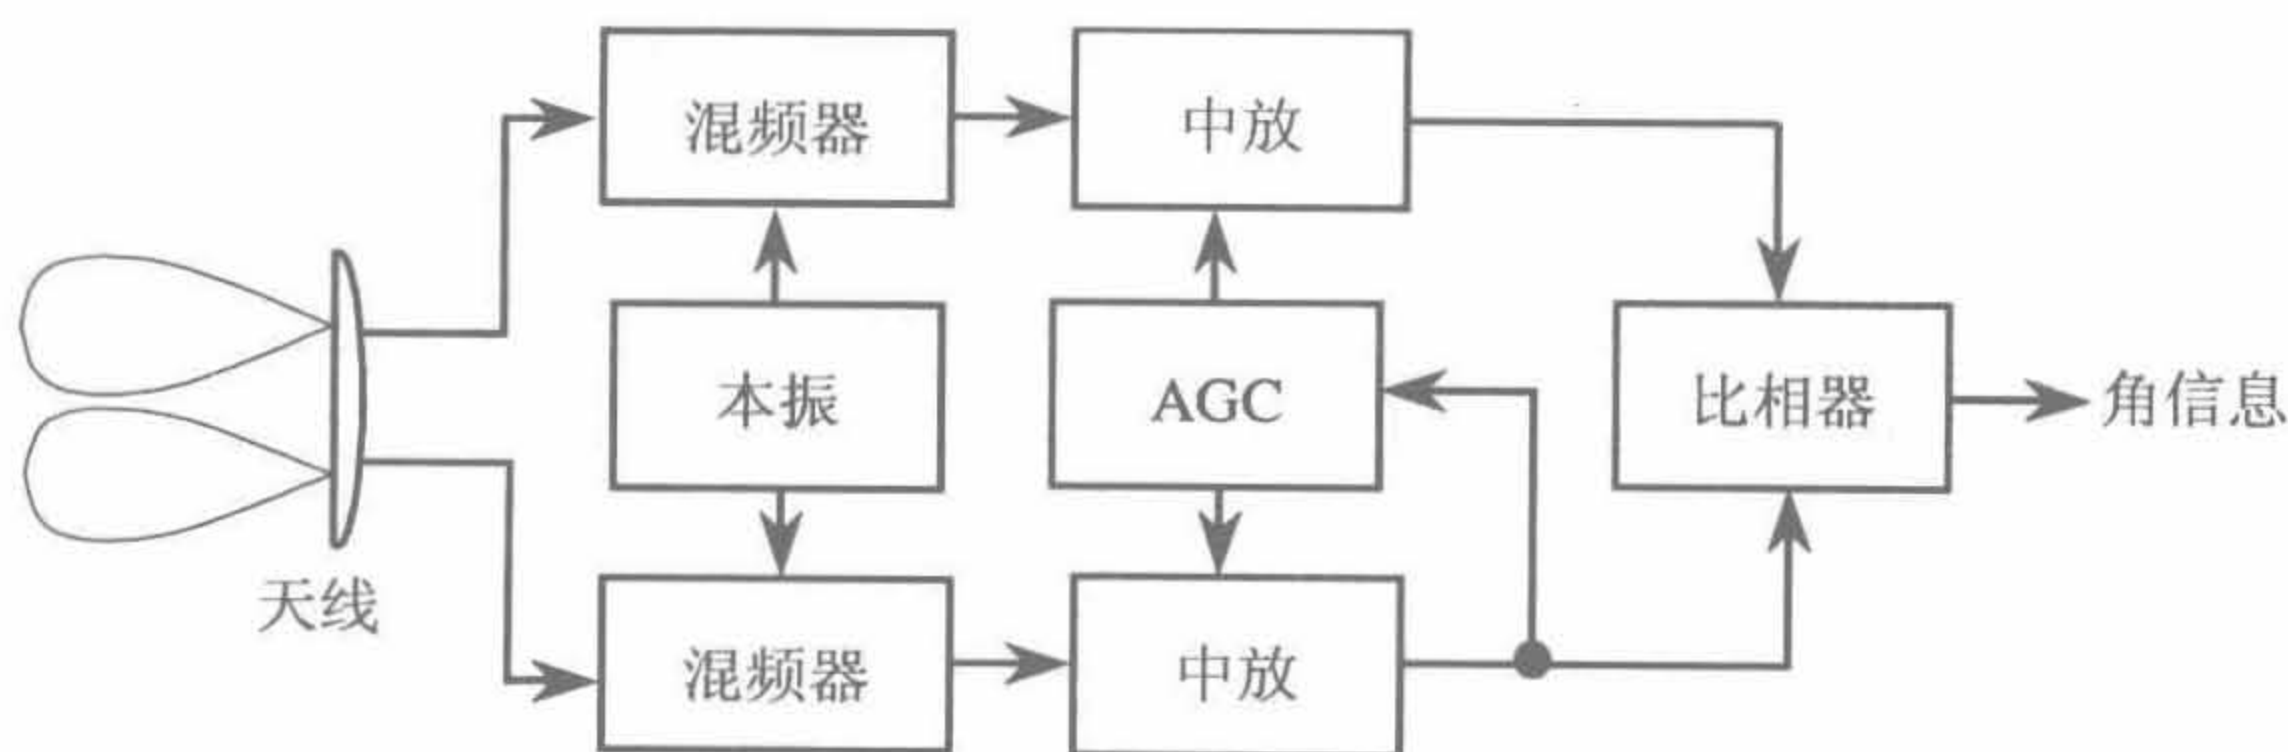 混频器
中放
本振
AGC
比相器
角信息
天线
混频器
中放